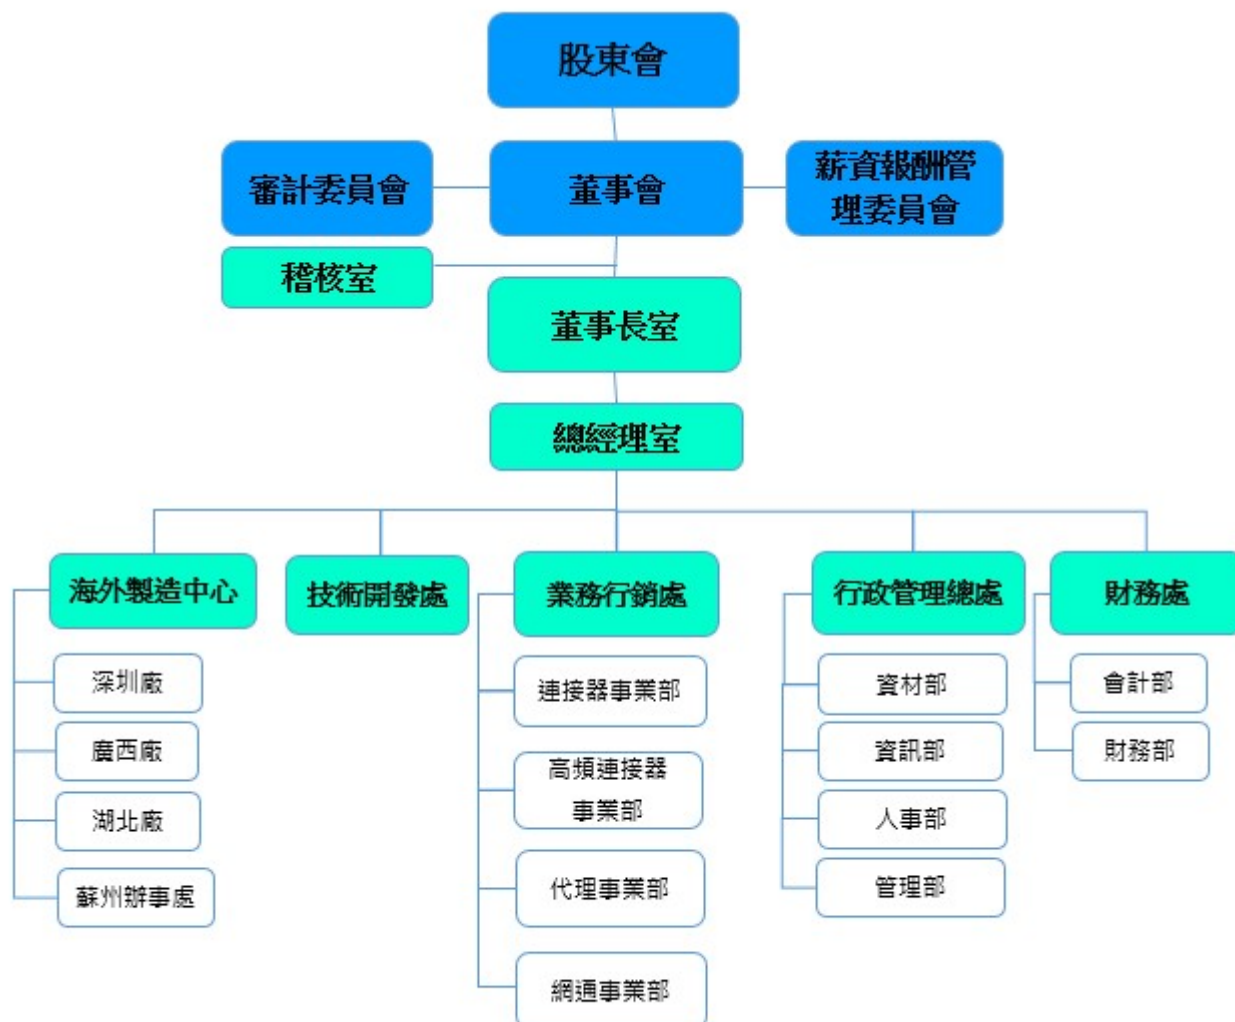 股東會
審計委員會
董事會
薪資報酬管
理委員會
稽核室
董事長室
總經理室
海外製造中心
技術開發處
業務行銷處
行政管理總處
財務處
深圳廠
廣西廠
湖北廠
蘇州辦事處
連接器事業部
高頻連接器
事業部
代理事業部
網通事業部
資材部
資訊部
人事部
管理部
會計部
財務部